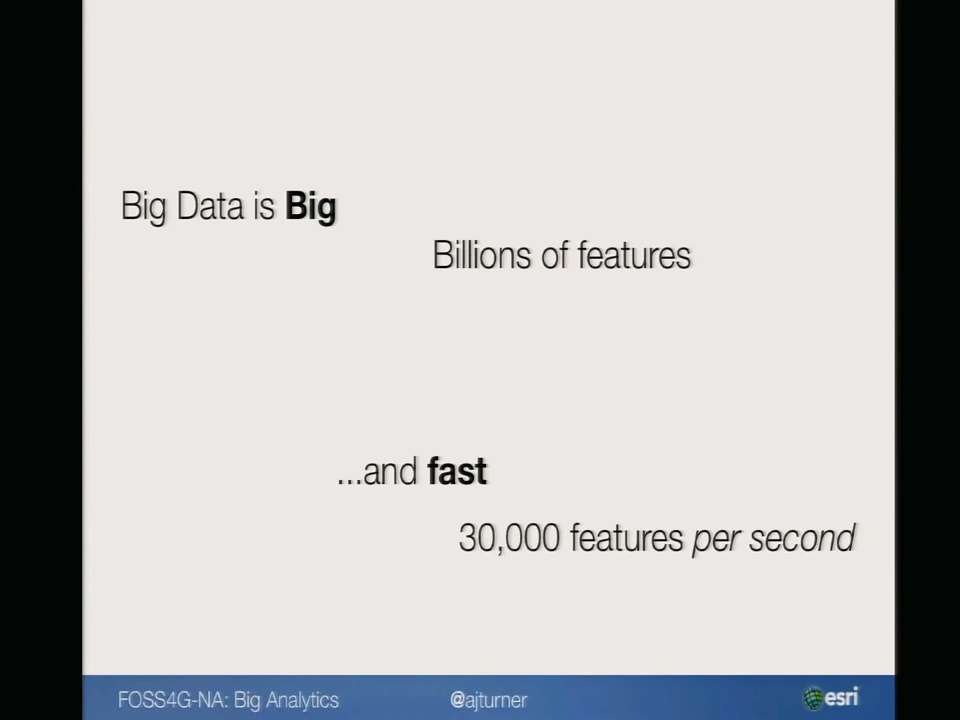 Big Data is Big
Billions of features
...and fast
30,000 features per second
FOSS4G-NA: Big Analytics @ajturner esri